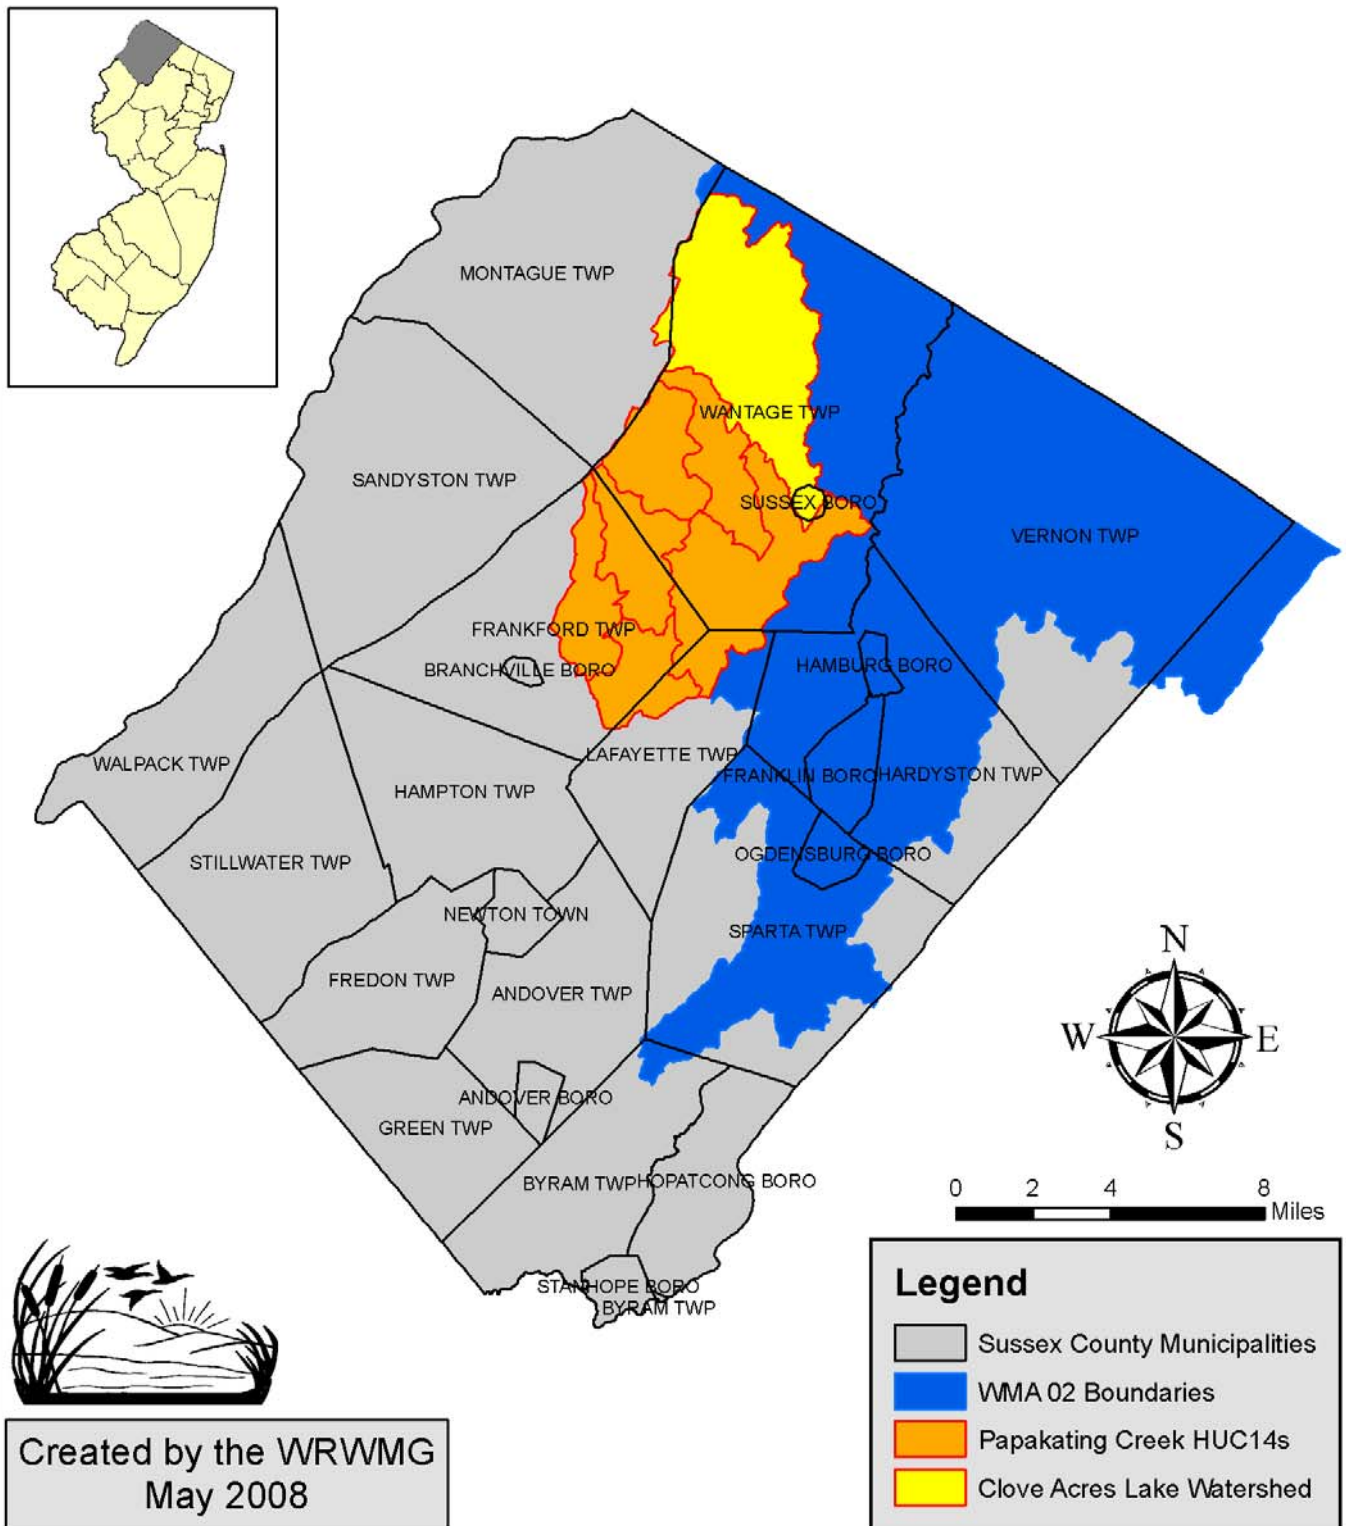 MONTAGUE TWP
WANTAGE TWP
SANDYSTON TWP
SUSSEX BORO
VERNON TWP
FRANKFORD TWP
BRANCHVILLE BORO
HAMBURG BORO
WALPACK TWP
LAFAYETTE TWP
FRANKLIN BORO
HARDYSTON TWP
HAMPTON TWP
STILLWATER TWP
OGDENSBURG BORO
NEWTON TOWN
SPARTA TWP
FREDON TWP
ANDOVER TWP
ANDOVER BORO
GREEN TWP
BYRAM TWP
HOPATCONG BORO
STANHOPE BORO
BYRAM TWP
N
W
E
S
0 2 4 8
Miles
Legend
Sussex County Municipalities
WMA 02 Boundaries
Papakating Creek HUC14s
Clove Acres Lake Watershed
Created by the WRWMG
May 2008